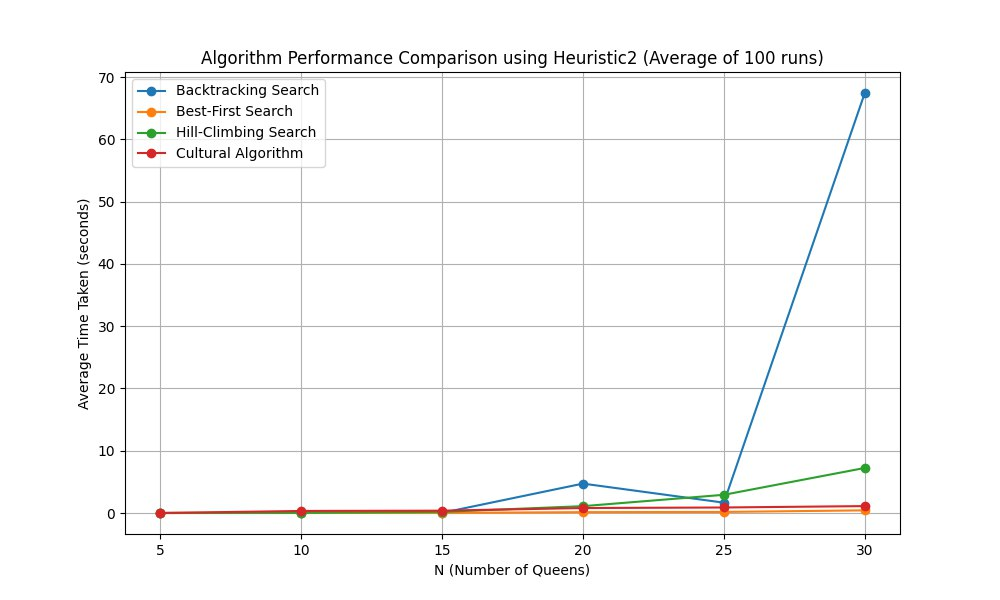 Algorithm Performance Comparison using Heuristic2 (Average of 100 runs)
Backtracking Search
Best-First Search
Hill-Climbing Search
Cultural Algorithm
Average Time Taken (seconds)
70
60
50
40
30
20
10
0
5 10 15 20 25 30
N (Number of Queens)